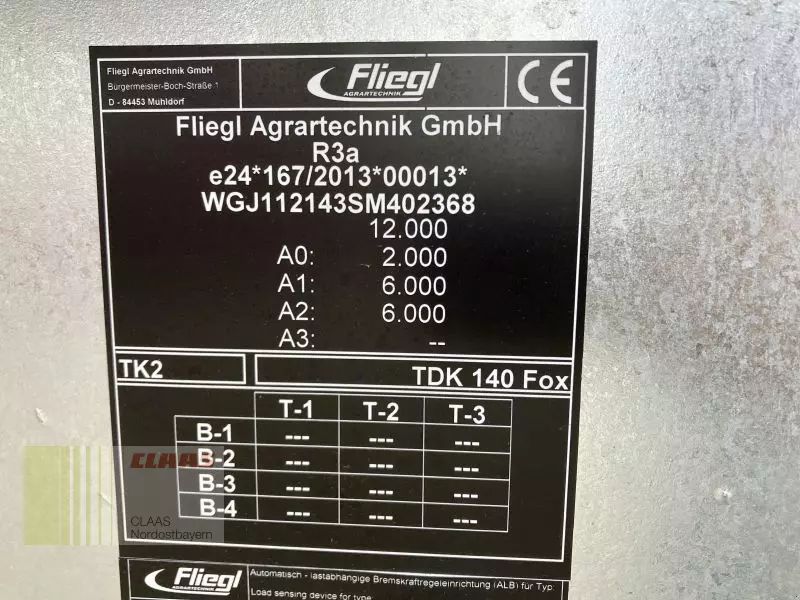 Fliegl Agrartechnik GmbH
Bürgermeister-Boch-Straße 1
D - 84453 Muhldorf
Fliegl
AGRARTECHNIK
CE
Fliegl Agrartechnik GmbH
R3a
e24*167/2013*00013*
WGJ112143SM402368
12.000
A0: 2.000
A1: 6.000
A2: 6.000
A3: --
TK2
TDK 140 Fox
T-1 T-2 T-3
B-1 --- --- ---
B-2 --- --- ---
B-3 --- --- ---
B-4 --- --- ---
CLAAS
CLAAS
Nordostbayern
Fliegl
AGRARTECHNIK
Automatisch - lastabhängige Bremskraftregeleinrichtung (ALB) für Typ:
Load sensing device for type: